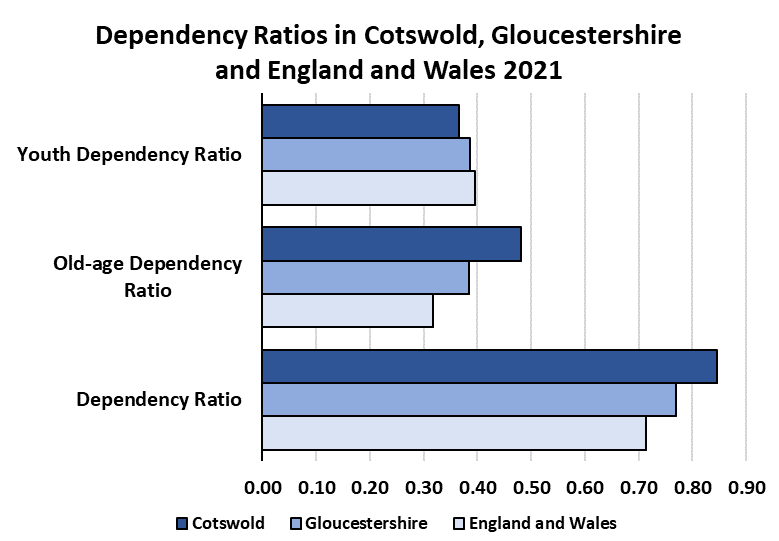 Dependency Ratios in Cotswold, Gloucestershire
and England and Wales 2021
Youth Dependency Ratio
Old-age Dependency
Ratio
Dependency Ratio
0.00 0.10 0.20 0.30 0.40 0.50 0.60 0.70 0.80 0.90
Cotswold Gloucestershire England and Wales